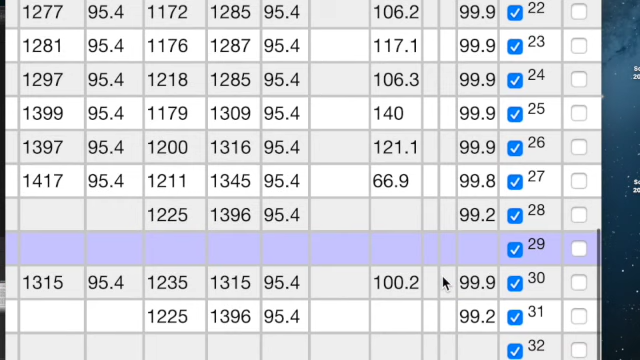 1277 95.4 1172 1285 95.4 106.2 99.9 22
1281 95.4 1176 1287 95.4 117.1 99.9 23
1297 95.4 1218 1285 95.4 106.3 99.9 24
1399 95.4 1179 1309 95.4 140 99.9 25
1397 95.4 1200 1316 95.4 121.1 99.9 26
1417 95.4 1211 1345 95.4 66.9 99.8 27
1225 1396 95.4 99.2 28
29
1315 95.4 1235 1315 95.4 100.2 99.9 30
1225 1396 95.4 99.2 31
32